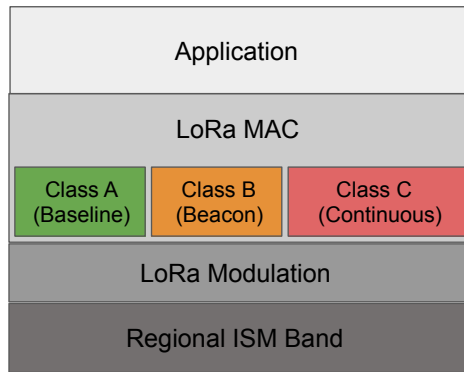 Application
LoRa MAC
Class A
(Baseline)
Class B
(Beacon)
Class C
(Continuous)
LoRa Modulation
Regional ISM Band